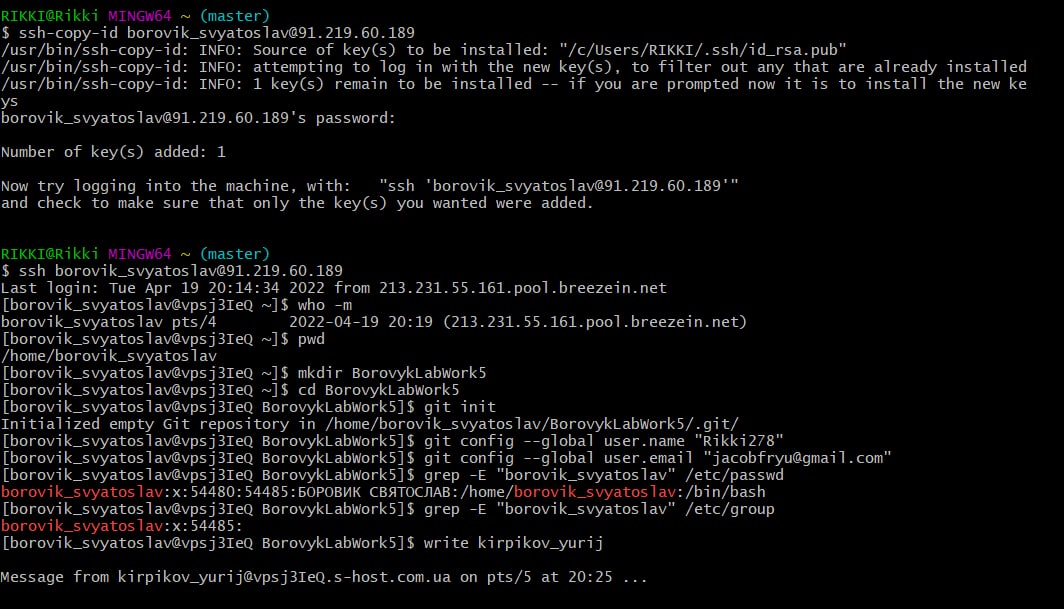 RIKKI@Rikki MINGW64 ~ (master)
$ ssh-copy-id borovik_svyatoslav@91.219.60.189
/usr/bin/ssh-copy-id: INFO: Source of key(s) to be installed: "/c/Users/RIKKI/.ssh/id_rsa.pub"
/usr/bin/ssh-copy-id: INFO: attempting to log in with the new key(s), to filter out any that are already installed
/usr/bin/ssh-copy-id: INFO: 1 key(s) remain to be installed -- if you are prompted now it is to install the new ke
ys
borovik_svyatoslav@91.219.60.189's password:
Number of key(s) added: 1
Now try logging into the machine, with:   "ssh 'borovik_svyatoslav@91.219.60.189'"
and check to make sure that only the key(s) you wanted were added.
RIKKI@Rikki MINGW64 ~ (master)
$ ssh borovik_svyatoslav@91.219.60.189
Last login: Tue Apr 19 20:14:34 2022 from 213.231.55.161.pool.breezein.net
[borovik_svyatoslav@vpsj3IeQ ~]$ who -m
borovik_svyatoslav pts/4        2022-04-19 20:19 (213.231.55.161.pool.breezein.net)
[borovik_svyatoslav@vpsj3IeQ ~]$ pwd
/home/borovik_svyatoslav
[borovik_svyatoslav@vpsj3IeQ ~]$ mkdir BorovykLabWork5
[borovik_svyatoslav@vpsj3IeQ ~]$ cd BorovykLabWork5
[borovik_svyatoslav@vpsj3IeQ BorovykLabWork5]$ git init
Initialized empty Git repository in /home/borovik_svyatoslav/BorovykLabWork5/.git/
[borovik_svyatoslav@vpsj3IeQ BorovykLabWork5]$ git config --global user.name "Rikki278"
[borovik_svyatoslav@vpsj3IeQ BorovykLabWork5]$ git config --global user.email "jacobfryu@gmail.com"
[borovik_svyatoslav@vpsj3IeQ BorovykLabWork5]$ grep -E "borovik_svyatoslav" /etc/passwd
borovik_svyatoslav:x:54480:54485:БОРОВИК СВЯТОСЛАВ:/home/borovik_svyatoslav:/bin/bash
[borovik_svyatoslav@vpsj3IeQ BorovykLabWork5]$ grep -E "borovik_svyatoslav" /etc/group
borovik_svyatoslav:x:54485:
[borovik_svyatoslav@vpsj3IeQ BorovykLabWork5]$ write kirpikov_yurij
Message from kirpikov_yurij@vpsj3IeQ.s-host.com.ua on pts/5 at 20:25 ...